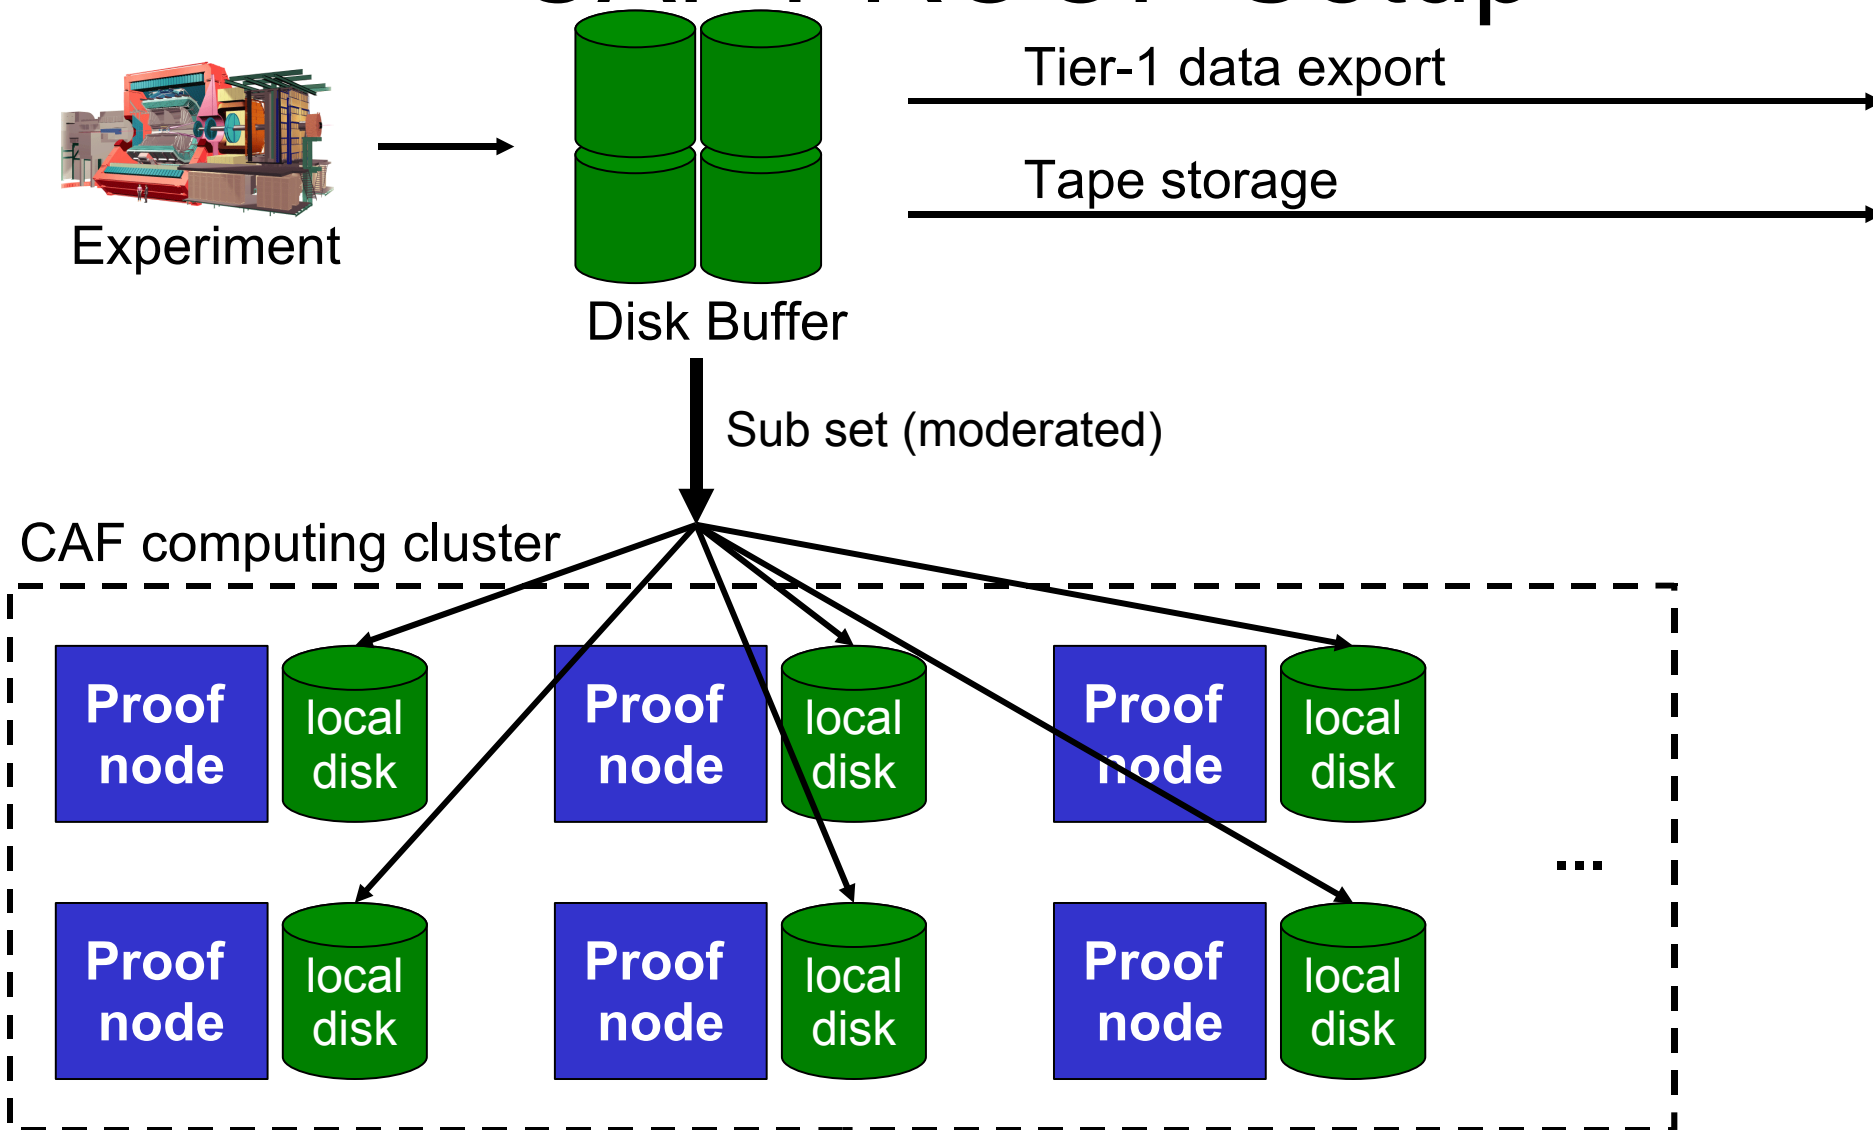 Setup
Tier-1 data export
Tape storage
Experiment
Disk Buffer
Sub set (moderated)
CAF computing cluster
Proof node
local disk
Proof node
local disk
Proof node
local disk
...
Proof node
local disk
Proof node
local disk
Proof node
local disk